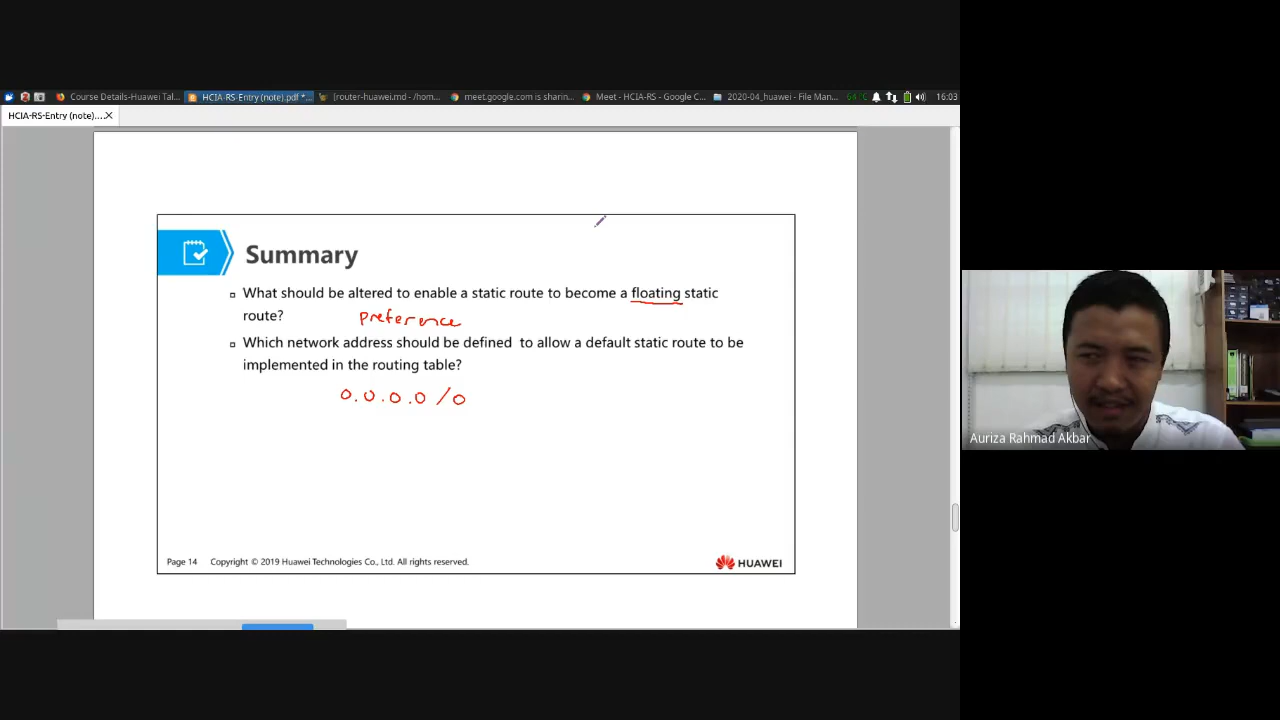 Course Details-Huawei Tal...
HCIA-RS-Entry (note).pdf *...
(router-huawei.md - /hom...
meet.google.com is sharin...
Meet - HCIA-RS - Google C...
2020-04_huawei - File Man...
16:03
HCIA-RS-Entry (note)....
Summary
What should be altered to enable a static route to become a floating static
route?
preference
Which network address should be defined to allow a default static route to be
implemented in the routing table?
0.0.0.0 /0
Page 14
Copyright © 2019 Huawei Technologies Co., Ltd. All rights reserved.
HUAWEI
Auriza Rahmad Akbar